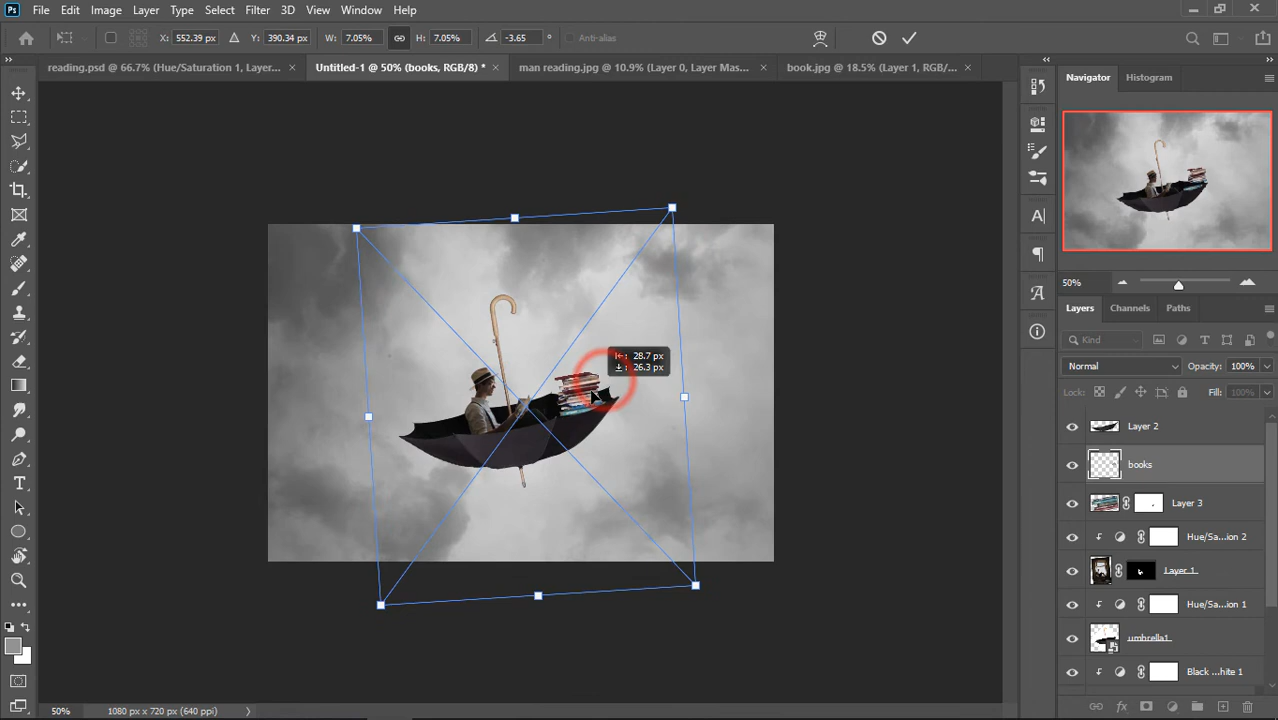 Ps File Edit Image Layer Type Select Filter 3D View Window Help
X: 552.39 px Y: 390.34 px W: 7.05% H: 7.05% -3.65 ° Anti-alias
reading.psd @ 66.7% (Hue/Saturation 1, Layer... × Untitled-1 @ 50% (books, RGB/8) * × man reading.jpg @ 10.9% (Layer 0, Layer Mas... × book.jpg @ 18.5% (Layer 1, RGB/... ×
Navigator Histogram
50%
Layers Channels Paths
Kind
Normal Opacity: 100%
Lock: Fill: 100%
Layer 2
books
Layer 3
Hue/Sa...ion 2
Layer 1
Hue/Sa...ion 1
umbrella1
Black ...hite 1
28.7 px
26.3 px
50% 1080 px x 720 px (640 ppi)